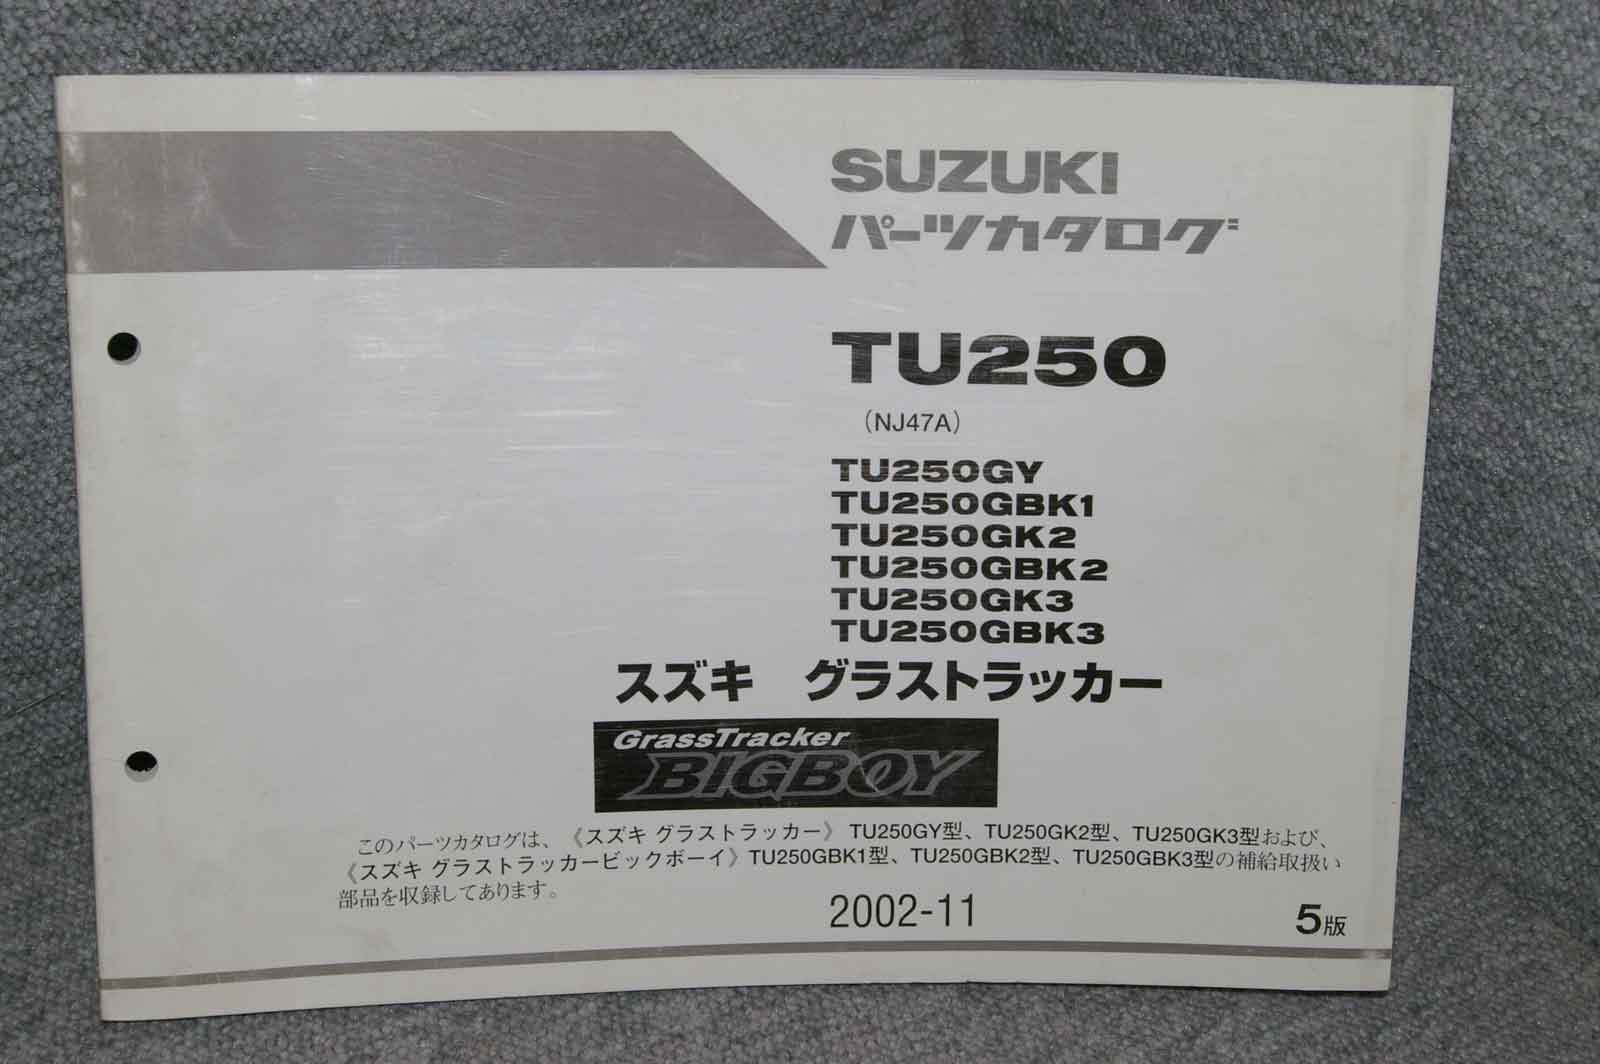 SUZUKI
パーツカタログ
TU250
(NJ47A)
TU250GY
TU250GBK1
TU250GK2
TU250GBK2
TU250GK3
TU250GBK3
スズキ グラストラッカー
GrassTracker
BIGBOY
このパーツカタログは、《スズキ グラストラッカー》TU250GY型、TU250GK2型、TU250GK3型および、
《スズキ グラストラッカービックボーイ》TU250GBK1型、TU250GBK2型、TU250GBK3型の補給取扱い
部品を収録してあります。
2002-11
5版